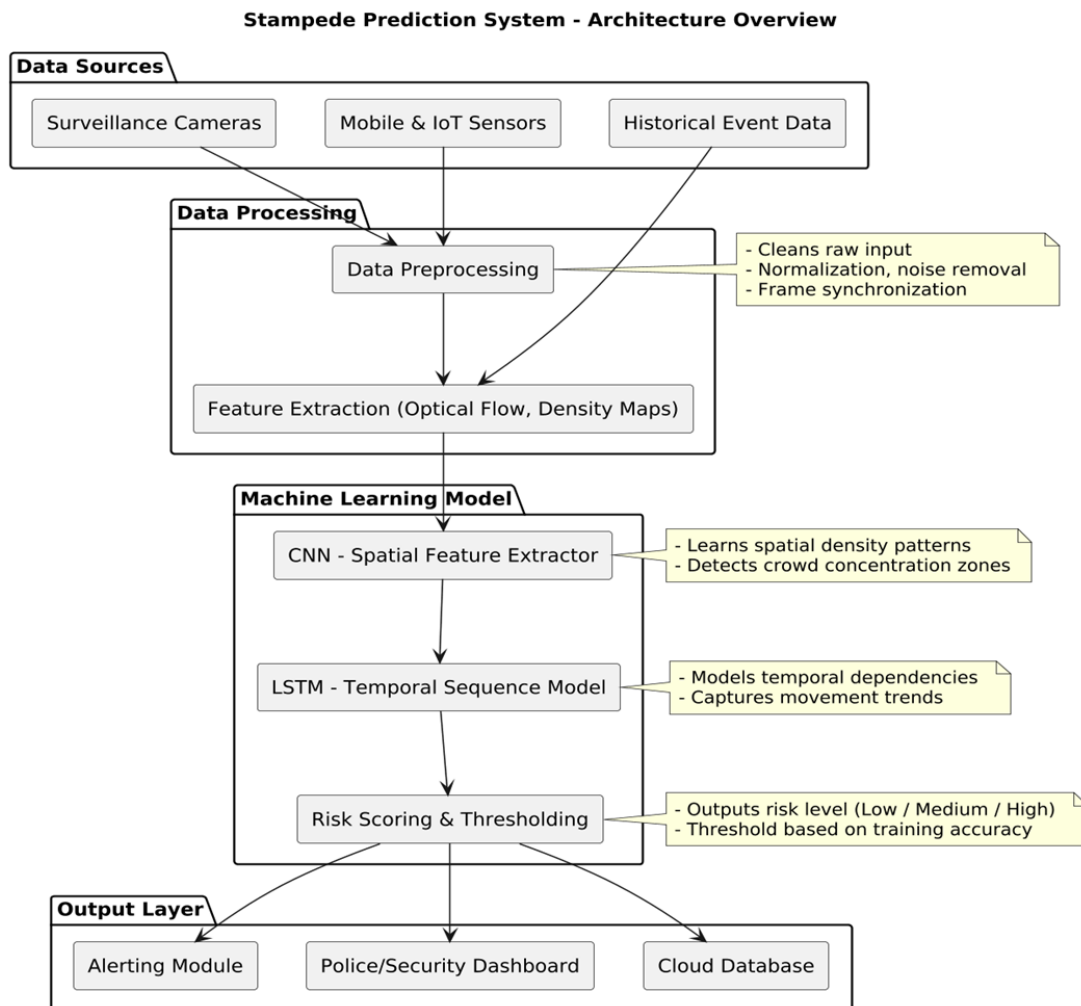 Stampede Prediction System - Architecture Overview
Data Sources
Surveillance Cameras
Mobile & IoT Sensors
Historical Event Data
Data Processing
Data Preprocessing
- Cleans raw input
- Normalization, noise removal
- Frame synchronization
Feature Extraction (Optical Flow, Density Maps)
Machine Learning Model
CNN - Spatial Feature Extractor
- Learns spatial density patterns
- Detects crowd concentration zones
LSTM - Temporal Sequence Model
- Models temporal dependencies
- Captures movement trends
Risk Scoring & Thresholding
- Outputs risk level (Low / Medium / High)
- Threshold based on training accuracy
Output Layer
Alerting Module
Police/Security Dashboard
Cloud Database